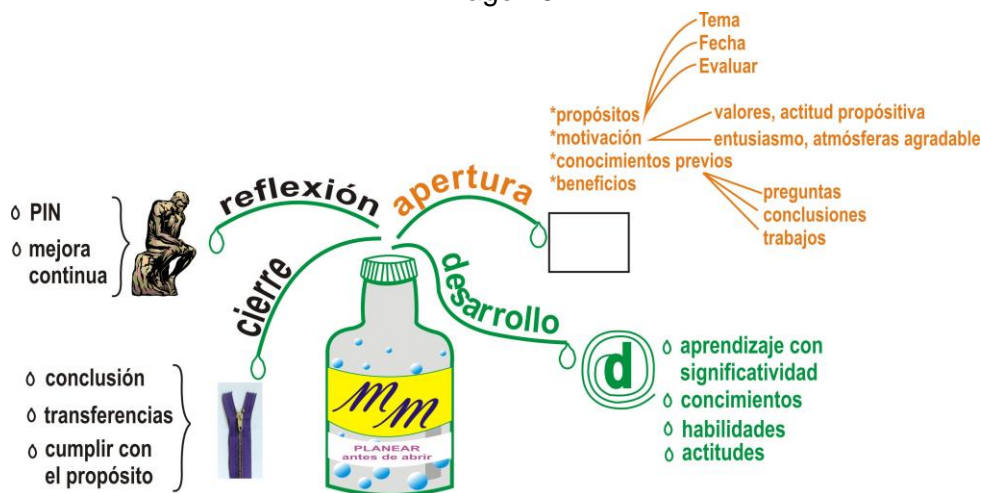 Tema
Fecha
Evaluar
*propósitos
*motivación
*conocimientos previos
*beneficios
valores, actitud propósitiva
entusiasmo, atmósferas agradable
preguntas
conclusiones
trabajos
apertura
reflexión
PIN
mejora
continua
cierre
conclusión
transferencias
cumplir con
el propósito
desarrollo
d
aprendizaje con
significatividad
concimientos
habilidades
actitudes
mm
PLANEAR
antes de abrir